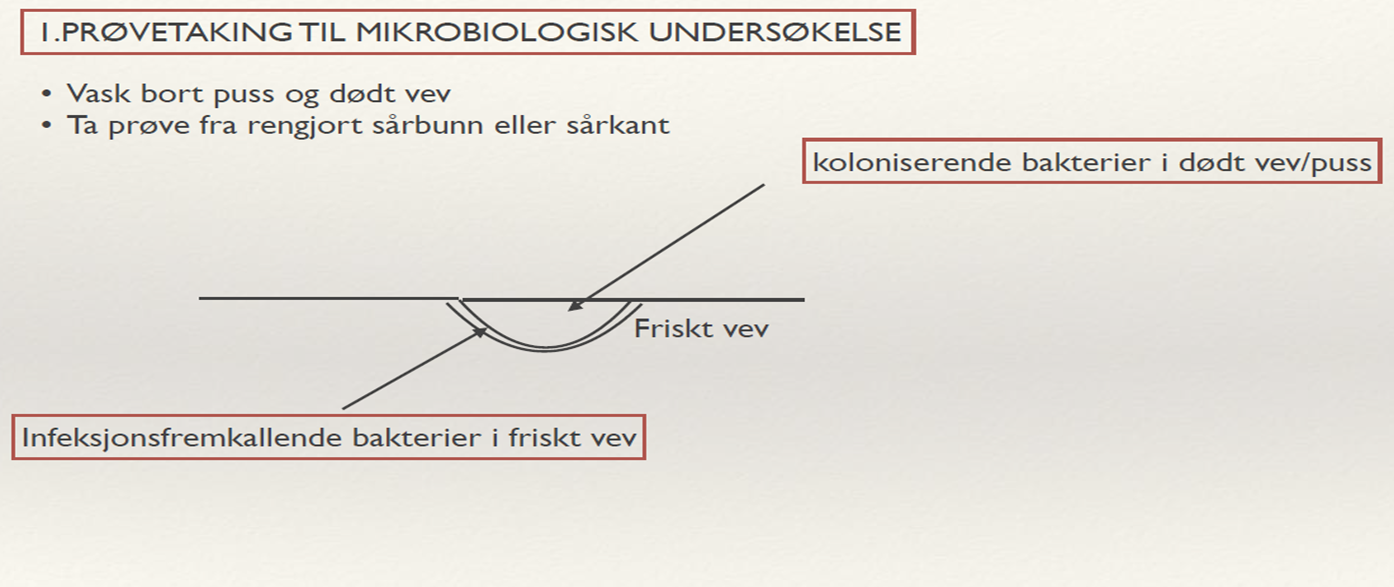 1.PRØVETAKING TIL MIKROBIOLOGISK UNDERSØKELSE
• Vask bort puss og dødt vev
• Ta prøve fra rengjort sårbunn eller sårkant
koloniserende bakterier i dødt vev/puss
Friskt vev
Infeksjonsfremkallende bakterier i friskt vev